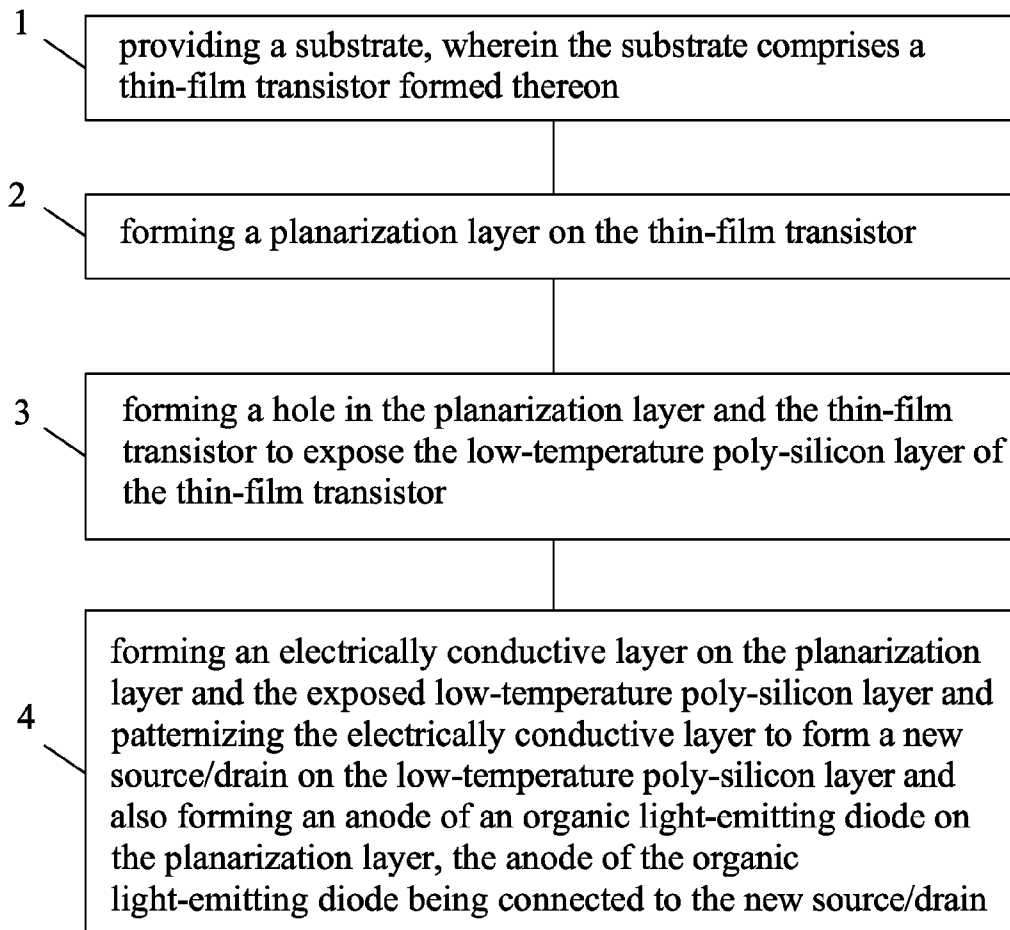 1
providing a substrate, wherein the substrate comprises a
thin-film transistor formed thereon
2
forming a planarization layer on the thin-film transistor
3
forming a hole in the planarization layer and the thin-film
transistor to expose the low-temperature poly-silicon layer of
the thin-film transistor
4
forming an electrically conductive layer on the planarization
layer and the exposed low-temperature poly-silicon layer and
patternizing the electrically conductive layer to form a new
source/drain on the low-temperature poly-silicon layer and
also forming an anode of an organic light-emitting diode on
the planarization layer, the anode of the organic
light-emitting diode being connected to the new source/drain